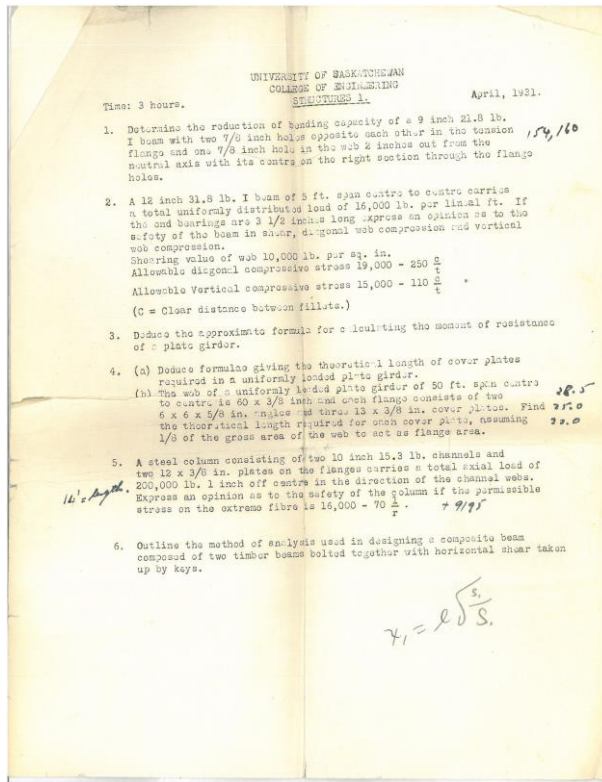 UNIVERSITY OF SASKATCHEWAN
COLLEGE OF ENGINEERING
STRUCTURES 1.
Time: 3 hours. April, 1931.
1. Determine the reduction of bending capacity of a 9 inch 21.8 lb.
I beam with two 7/8 inch holes opposite each other in the tension 154,160
flange and one 7/8 inch hole in the web 2 inches out from the
neutral axis with its centre on the right section through the flange
holes.
2. A 12 inch 31.8 lb. I beam of 5 ft. span centre to centre carries
a total uniformly distributed load of 16,000 lb. per lineal ft. If
the end bearings are 3 1/2 inches long express an opinion as to the
safety of the beam in shear, diagonal web compression and vertical
web compression.
Shearing value of web 10,000 lb. per sq. in.
Allowable diagonal compressive stress 19,000 - 250 c/t
Allowable Vertical compressive stress 15,000 - 110 c/t
(C = Clear distance between fillets.)
3. Deduce the approximate formula for calculating the moment of resistance
of a plate girder.
4. (a) Deduce formulae giving the theoretical length of cover plates
required in a uniformly loaded plate girder.
(b) The web of a uniformly loaded plate girder of 50 ft. span centre
to centre is 60 x 3/8 inch and each flange consists of two 28.5
6 x 6 x 5/8 in. angles and three 13 x 3/8 in. cover plates. Find 25.0
the theoretical length required for each cover plate, assuming
1/8 of the gross area of the web to act as flange area.
5. A steel column consisting of two 10 inch 15.3 lb. channels and
two 12 x 3/8 in. plates on the flanges carries a total axial load of
14's length. 200,000 lb. 1 inch off centre in the direction of the channel webs.
Express an opinion as to the safety of the column if the permissible
stress on the extreme fibre is 16,000 - 70 l/r . + 9195
6. Outline the method of analysis used in designing a composite beam
composed of two timber beams bolted together with horizontal shear taken
up by keys.